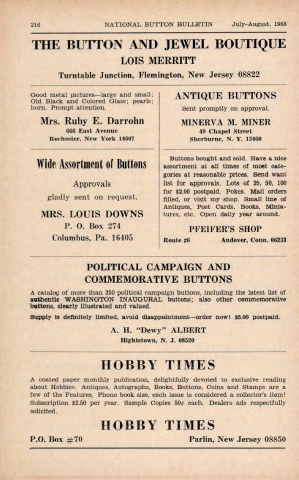 216 NATIONAL BUTTON BULLETIN July-August, 1968
THE BUTTON AND JEWEL BOUTIQUE
LOIS MERRITT
Turntable Junction, Flemington, New Jersey 08822
Good metal pictures—large and small;
Old Black and Colored Glass; pearls;
horn. Prompt attention.
Mrs. Ruby E. Darrohn
666 East Avenue
Rochester, New York 14607
ANTIQUE BUTTONS
Sent promptly on approval.
MINERVA M. MINER
49 Chapel Street
Sherburne, N. Y. 13460
Wide Assortment of Buttons
Approvals
gladly sent on request.
MRS. LOUIS DOWNS
P. O. Box 274
Columbus, Pa. 16405
Buttons bought and sold. Have a nice
assortment at all times of most cate-
gories at reasonable prices. Send want
list for approvals. Lots of 25, 50, 100
for $2.00 postpaid. Pokes. Mail orders
filled, or visit my shop. Small line of
Antiques, Post Cards, Books, Minia-
tures, etc. Open daily year around.
PFEIFER'S SHOP
Route #6 Andover, Conn. 06232
POLITICAL CAMPAIGN AND
COMMEMORATIVE BUTTONS
A catalog of more than 350 political campaign buttons, including the latest list of
authentic WASHINGTON INAUGURAL buttons; also other commemorative
buttons, clearly illustrated and valued.
Supply is definitely limited, avoid disappointment—order now! $5.00 postpaid.
A. H. "Dewy" ALBERT
Hightstown, N. J. 08520
HOBBY TIMES
A coated paper monthly publication, delightfully devoted to exclusive reading
about Hobbies. Antiques, Autographs, Books, Buttons, Coins and Stamps are a
few of the Features. Phone book size, each issue is considered a collector's item!
Subscription $2.50 per year. Sample Copies 50c each. Dealers ads respectfully
solicited.
HOBBY TIMES
P.O. Box #70 Parlin, New Jersey 08850